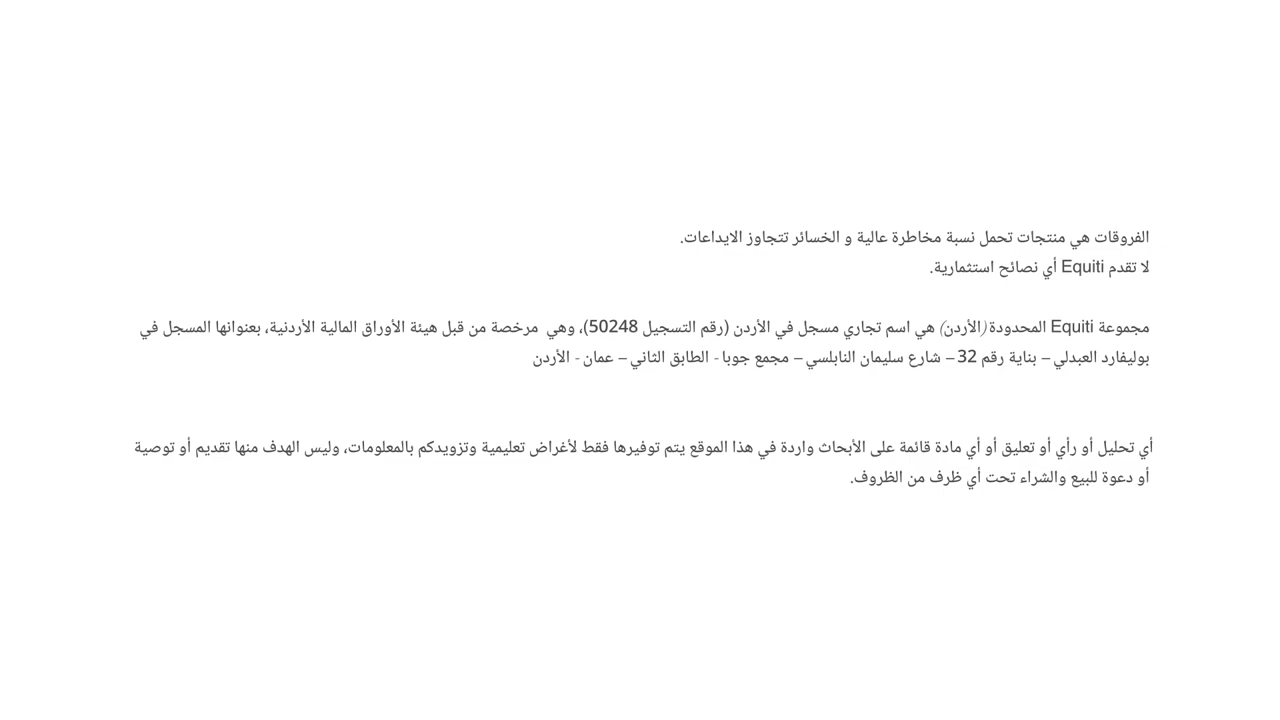 الفروقات هي منتجات تحمل نسبة مخاطرة عالية و الخسائر تتجاوز الايداعات.
لا تقدم Equiti أي نصائح استثمارية.
مجموعة Equiti المحدودة (الأردن) هي اسم تجاري مسجل في الأردن (رقم التسجيل 50248)، وهي مرخصة من قبل هيئة الأوراق المالية الأردنية، بعنوانها المسجل في
بوليفارد العبدلي – بناية رقم 32 – شارع سليمان النابلسي – مجمع جوبا - الطابق الثاني – عمان - الأردن
أي تحليل أو رأي أو تعليق أو أي مادة قائمة على الأبحاث واردة في هذا الموقع يتم توفيرها فقط لأغراض تعليمية وتزويدكم بالمعلومات، وليس الهدف منها تقديم أو توصية
أو دعوة للبيع والشراء تحت أي ظرف من الظروف.